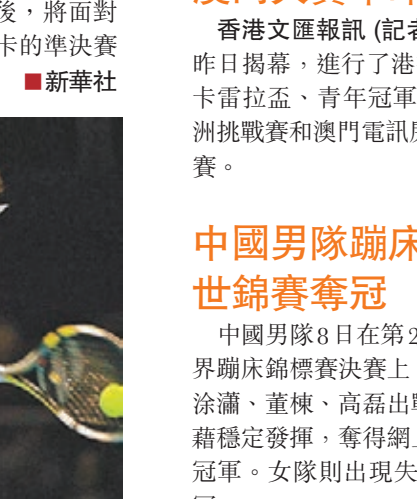 後，將面對
卡的準決賽
■新華社
香港文匯報訊 (記者
昨日揭幕，進行了港
卡雷拉盃、青年冠軍
洲挑戰賽和澳門電訊
賽。
中國男隊蹦床
世錦賽奪冠
中國男隊8日在第2
界蹦床錦標賽決賽上
涂瀟、董棟、高磊出戰
藉穩定發揮，奪得網
冠軍。女隊則出現失